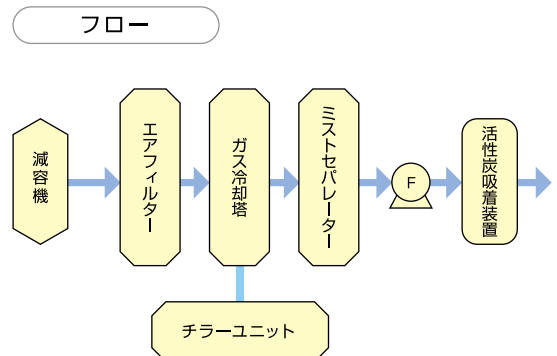 フロー
減容機
エアフィルター
ガス冷却塔
ミストセパレーター
F
活性炭吸着装置
チラーユニット